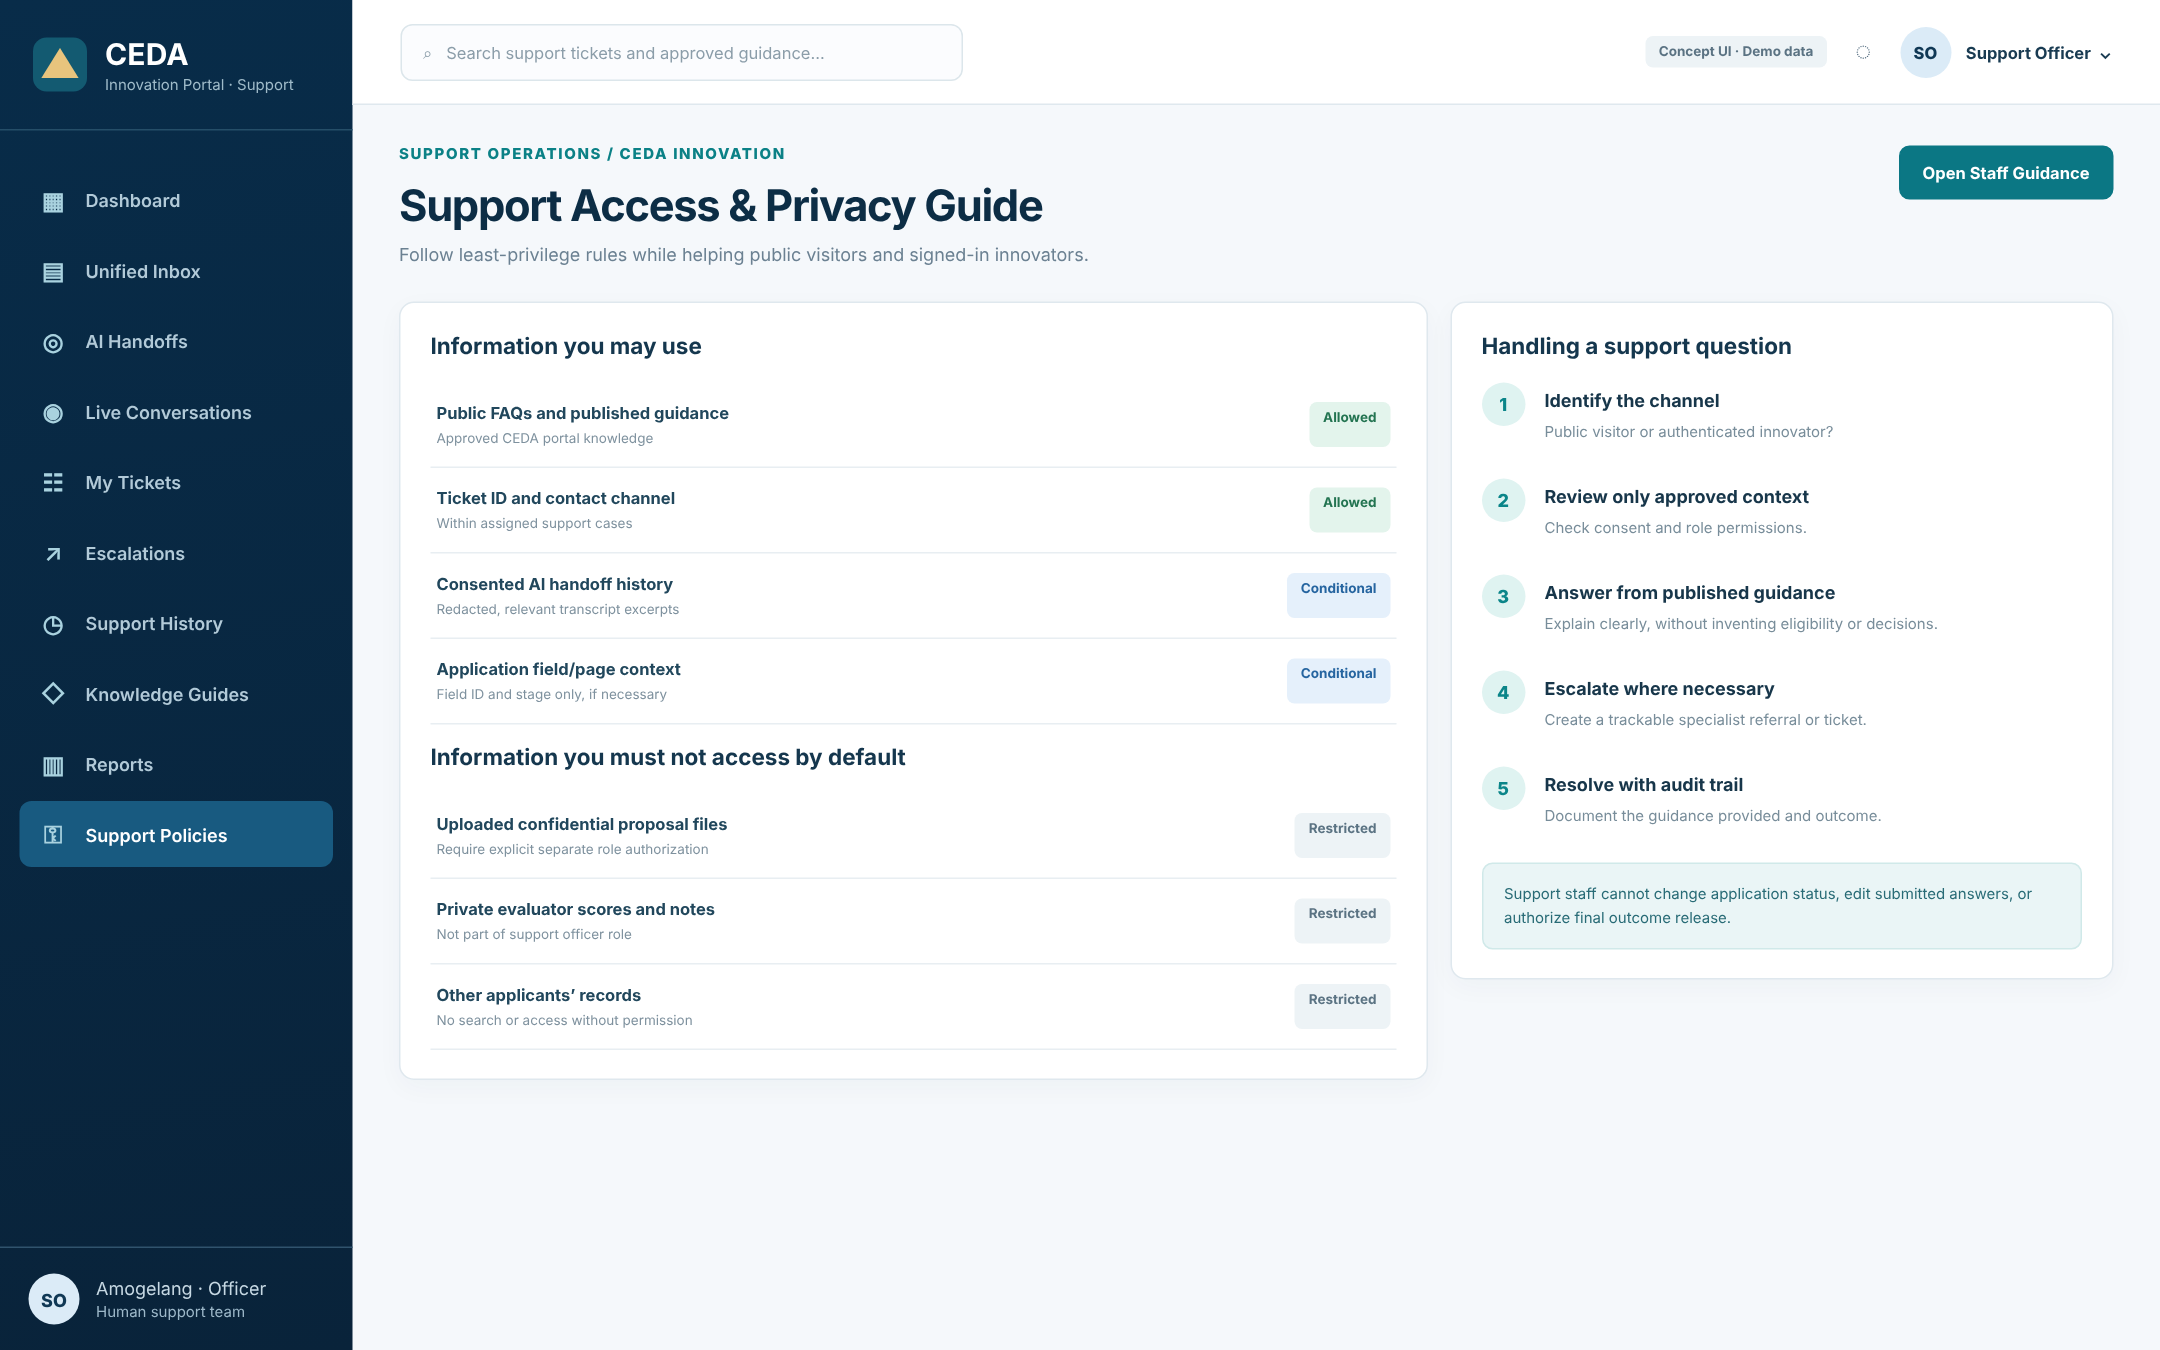 CEDA
Innovation Portal · Support
Dashboard
Unified Inbox
AI Handoffs
Live Conversations
My Tickets
Escalations
Support History
Knowledge Guides
Reports
Support Policies
SO
Amogelang · Officer
Human support team
Search support tickets and approved guidance...
Concept UI · Demo data
SO
Support Officer
SUPPORT OPERATIONS / CEDA INNOVATION
Support Access & Privacy Guide
Follow least-privilege rules while helping public visitors and signed-in innovators.
Open Staff Guidance
Information you may use
Public FAQs and published guidance
Approved CEDA portal knowledge
Allowed
Ticket ID and contact channel
Within assigned support cases
Allowed
Consented AI handoff history
Redacted, relevant transcript excerpts
Conditional
Application field/page context
Field ID and stage only, if necessary
Conditional
Information you must not access by default
Uploaded confidential proposal files
Require explicit separate role authorization
Restricted
Private evaluator scores and notes
Not part of support officer role
Restricted
Other applicants’ records
No search or access without permission
Restricted
Handling a support question
1
Identify the channel
Public visitor or authenticated innovator?
2
Review only approved context
Check consent and role permissions.
3
Answer from published guidance
Explain clearly, without inventing eligibility or decisions.
4
Escalate where necessary
Create a trackable specialist referral or ticket.
5
Resolve with audit trail
Document the guidance provided and outcome.
Support staff cannot change application status, edit submitted answers, or
authorize final outcome release.